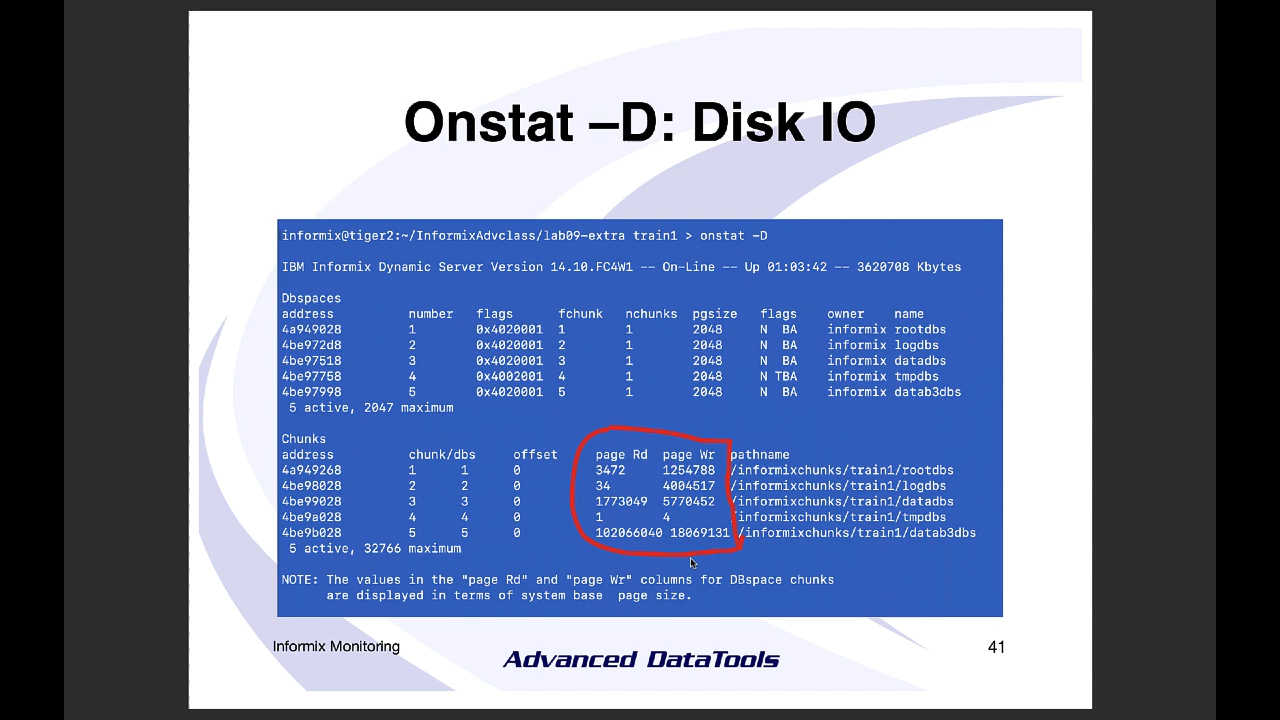 Onstat –D: Disk IO
informix@tiger2:~/InformixAdvclass/lab09-extra train1 > onstat -D
IBM Informix Dynamic Server Version 14.10.FC4W1 -- On-Line -- Up 01:03:42 -- 3620708 Kbytes
Dbspaces
address number flags fchunk nchunks pgsize flags owner name
4a949028 1 0x4020001 1 1 2048 N BA informix rootdbs
4be972d8 2 0x4020001 2 1 2048 N BA informix logdbs
4be97518 3 0x4020001 3 1 2048 N BA informix datadbs
4be97758 4 0x4002001 4 1 2048 N TBA informix tmpdbs
4be97998 5 0x4020001 5 1 2048 N BA informix datab3dbs
5 active, 2047 maximum
Chunks
address chunk/dbs offset page Rd page Wr pathname
4a949268 1 1 0 3472 1254788 /informixchunks/train1/rootdbs
4be98028 2 2 0 34 4004517 /informixchunks/train1/logdbs
4be99028 3 3 0 1773049 5770452 /informixchunks/train1/datadbs
4be9a028 4 4 0 1 4 /informixchunks/train1/tmpdbs
4be9b028 5 5 0 102066040 18069131 /informixchunks/train1/datab3dbs
5 active, 32766 maximum
NOTE: The values in the "page Rd" and "page Wr" columns for DBspace chunks
are displayed in terms of system base page size.
Informix Monitoring
Advanced DataTools
41